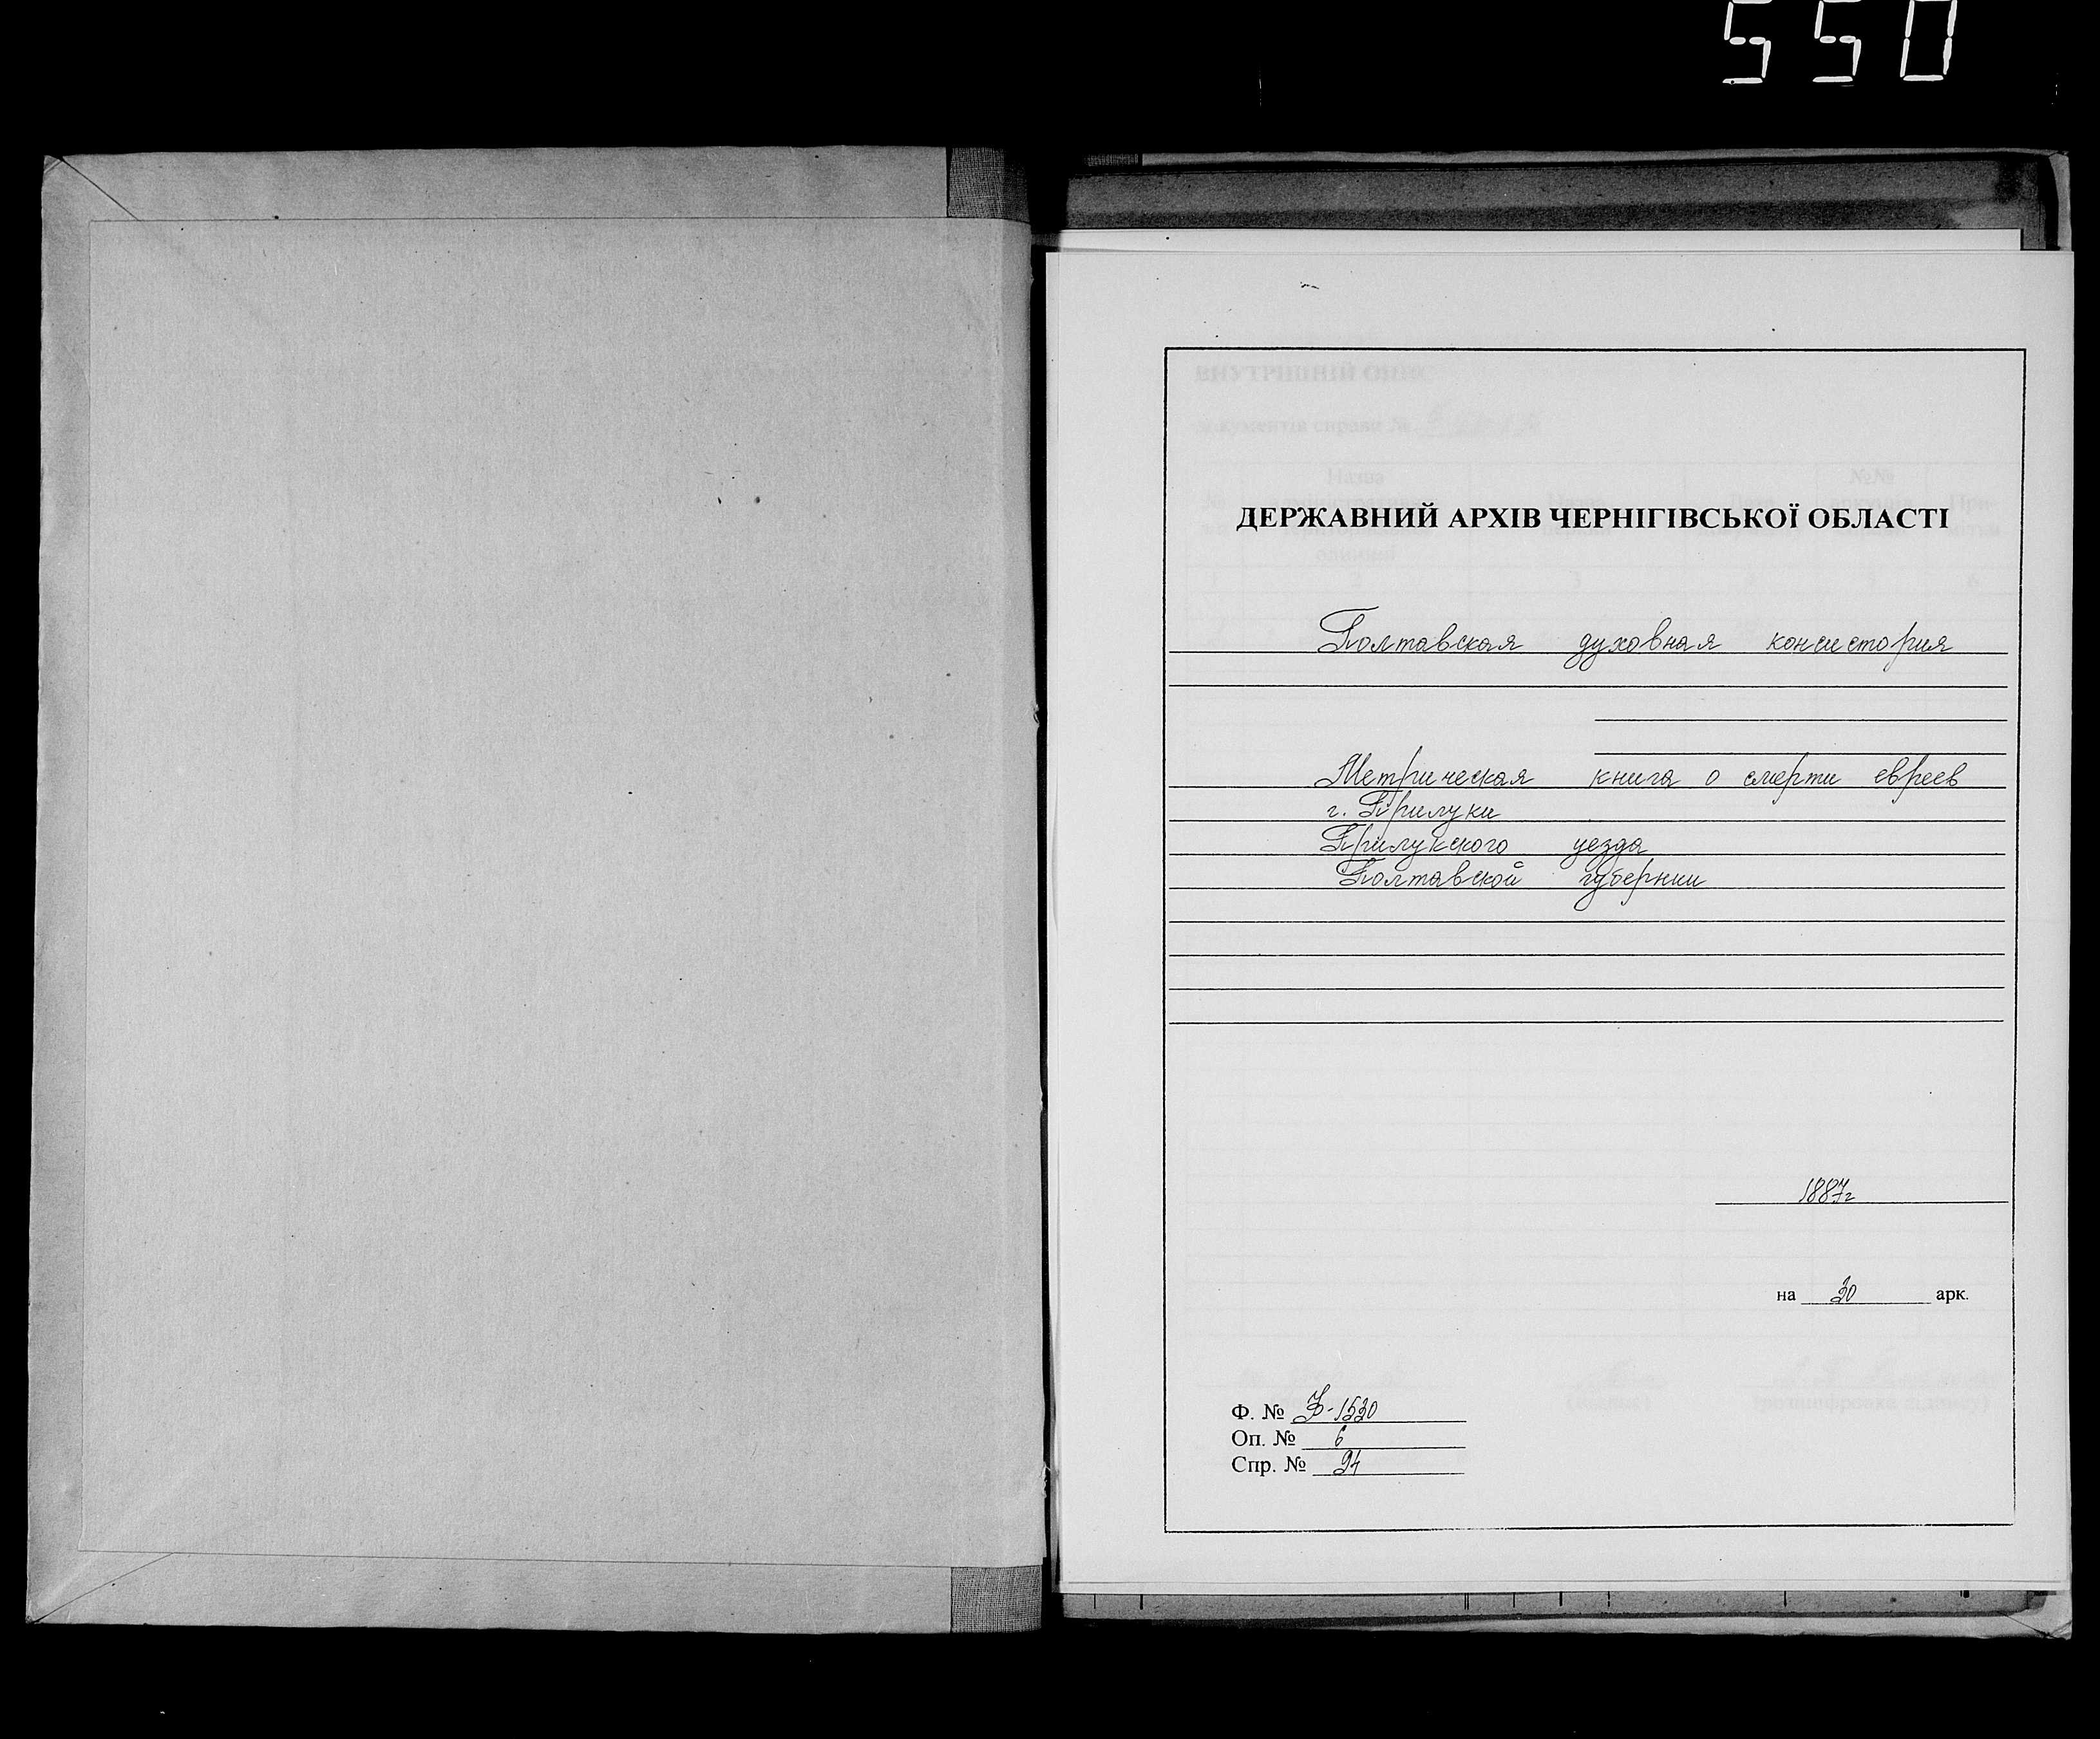 550
ДЕРЖАВНИЙ АРХІВ ЧЕРНІГІВСЬКОЇ ОБЛАСТІ
Полтавская духовная консистория
Метрическая книга о смерти евреев
г. Прилуки
Прилукского уезда
Полтавской губернии
1887г
на 30 арк.
Ф. № Ф-1530
Оп. № 6
Спр. № 94